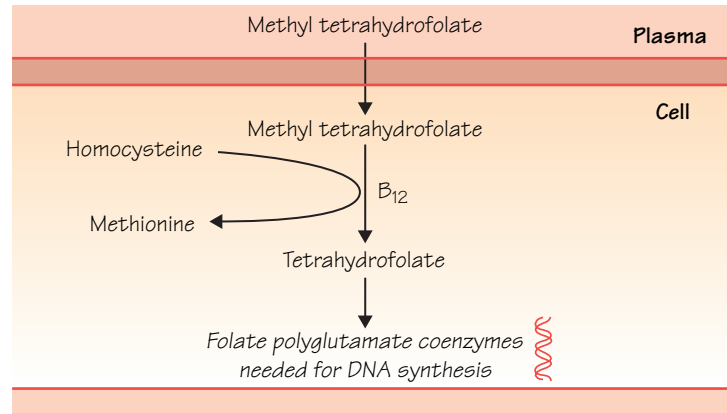 Methyl tetrahydrofolate
Plasma
Cell
Methyl tetrahydrofolate
Homocysteine
B12
Methionine
Tetrahydrofolate
Folate polyglutamate coenzymes
needed for DNA synthesis